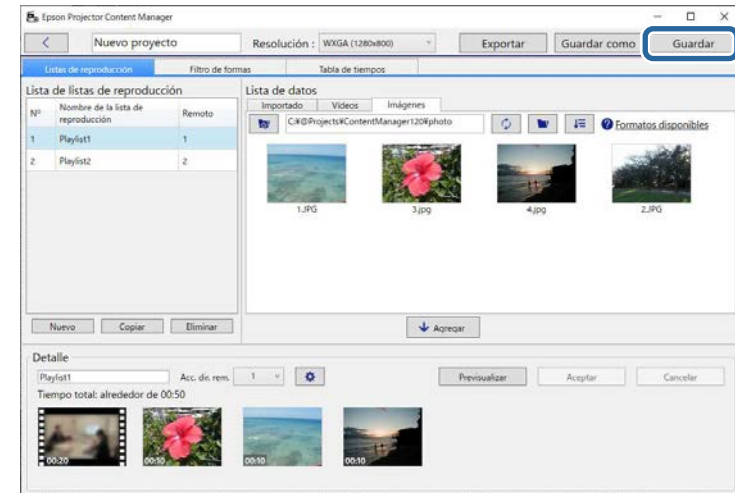 Epson Projector Content Manager
Nuevo proyecto
Resolución : WXGA (1280x800)
Exportar
Guardar como
Guardar
Listas de reproducción
Filtro de formas
Tabla de tiempos
Lista de listas de reproducción
Nº
Nombre de la lista de
reproducción
Remoto
1 Playlist1 1
2 Playlist2 2
Nuevo
Copiar
Eliminar
Lista de datos
Importado
Vídeos
Imágenes
C:¥@Projects¥ContentManager120¥photo
Formatos disponibles
1.JPG
3.jpg
4.jpg
2.JPG
Agregar
Detalle
Playlist1
Acc. dir. rem.
1
Previsualizar
Aceptar
Cancelar
Tiempo total: alrededor de 00:50
00:20
00:10
00:10
00:10